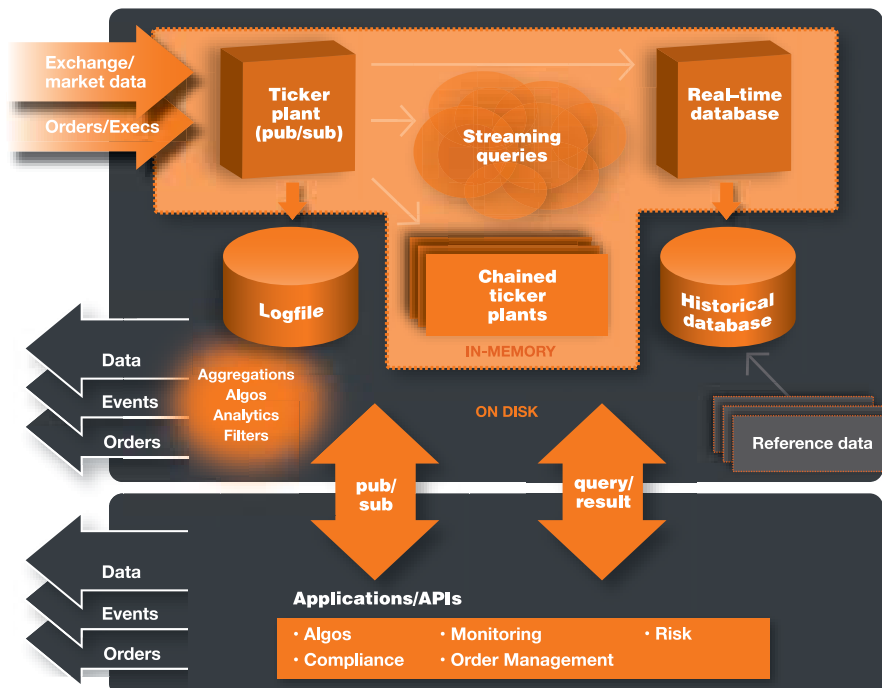 Exchange/
market data
Orders/Execs
Ticker
plant
(pub/sub)
Streaming
queries
Real–time
database
Logfile
Chained
ticker
plants
Historical
database
IN-MEMORY
ON DISK
Data
Events
Orders
Aggregations
Algos
Analytics
Filters
Reference data
pub/
sub
query/
result
Data
Events
Orders
Applications/APIs
· Algos
· Monitoring
· Risk
· Compliance
· Order Management